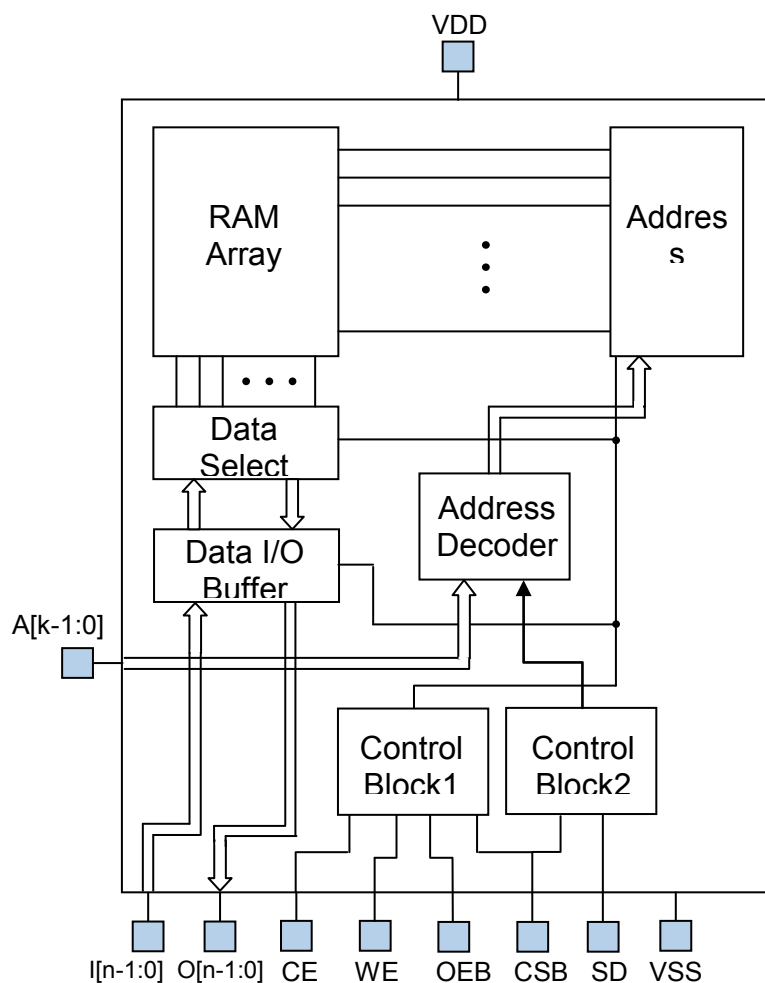 VDD
RAM
Array
Addres
s
Data
Select
Address
Decoder
Data I/O
Buffer
A[k-1:0]
Control
Block1
Control
Block2
I[n-1:0] O[n-1:0] CE WE OEB CSB SD VSS